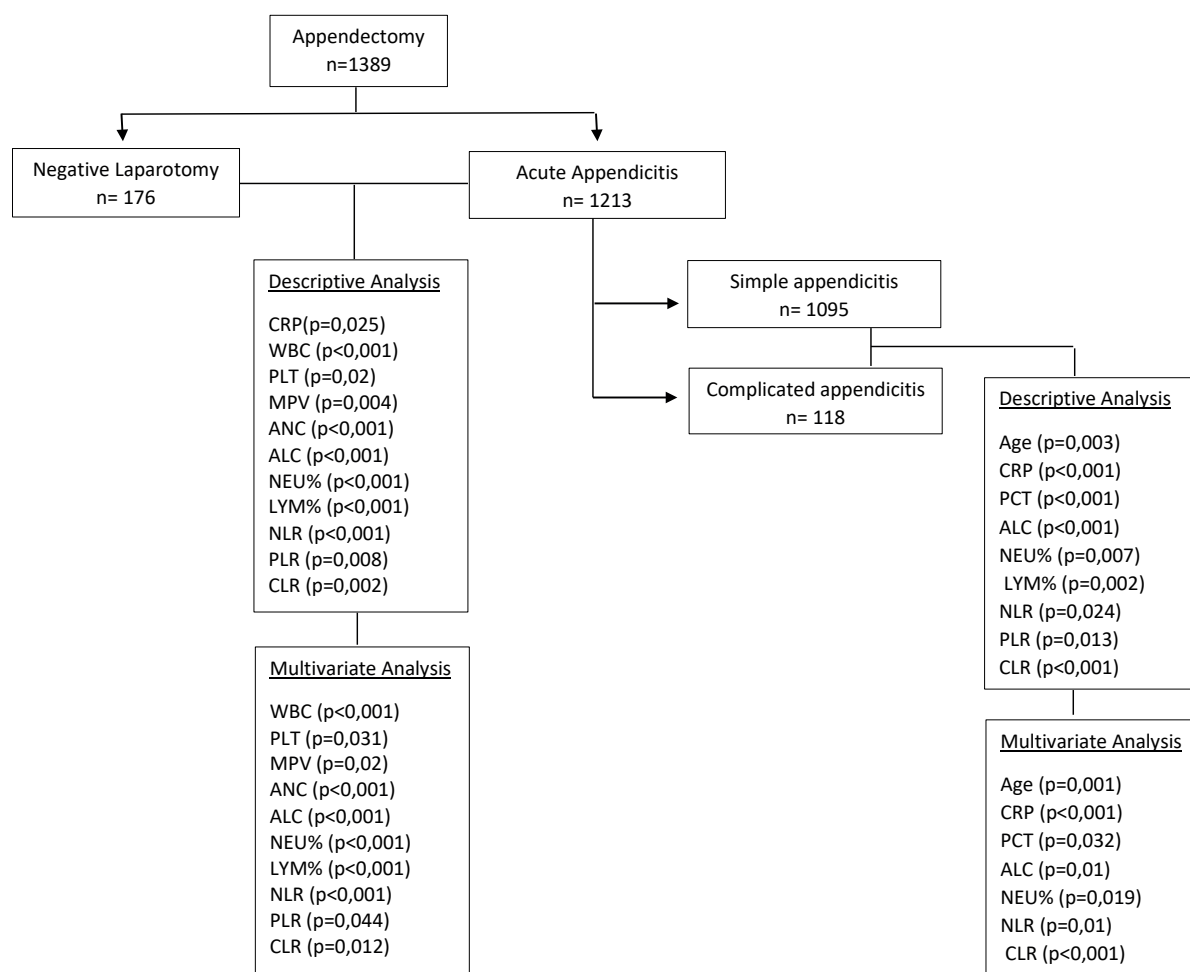 Appendectomy
n=1389
Negative Laparotomy
n= 176
Acute Appendicitis
n= 1213
Simple appendicitis
n= 1095
Complicated appendicitis
n= 118
Descriptive Analysis
CRP(p=0,025)
WBC (p<0,001)
PLT (p=0,02)
MPV (p=0,004)
ANC (p<0,001)
ALC (p<0,001)
NEU% (p<0,001)
LYM% (p<0,001)
NLR (p<0,001)
PLR (p=0,008)
CLR (p=0,002)
Multivariate Analysis
WBC (p<0,001)
PLT (p=0,031)
MPV (p=0,02)
ANC (p<0,001)
ALC (p<0,001)
NEU% (p<0,001)
LYM% (p<0,001)
NLR (p<0,001)
PLR (p=0,044)
CLR (p=0,012)
Descriptive Analysis
Age (p=0,003)
CRP (p<0,001)
PCT (p<0,001)
ALC (p<0,001)
NEU% (p=0,007)
LYM% (p=0,002)
NLR (p=0,024)
PLR (p=0,013)
CLR (p<0,001)
Multivariate Analysis
Age (p=0,001)
CRP (p<0,001)
PCT (p=0,032)
ALC (p=0,01)
NEU% (p=0,019)
NLR (p=0,01)
CLR (p<0,001)